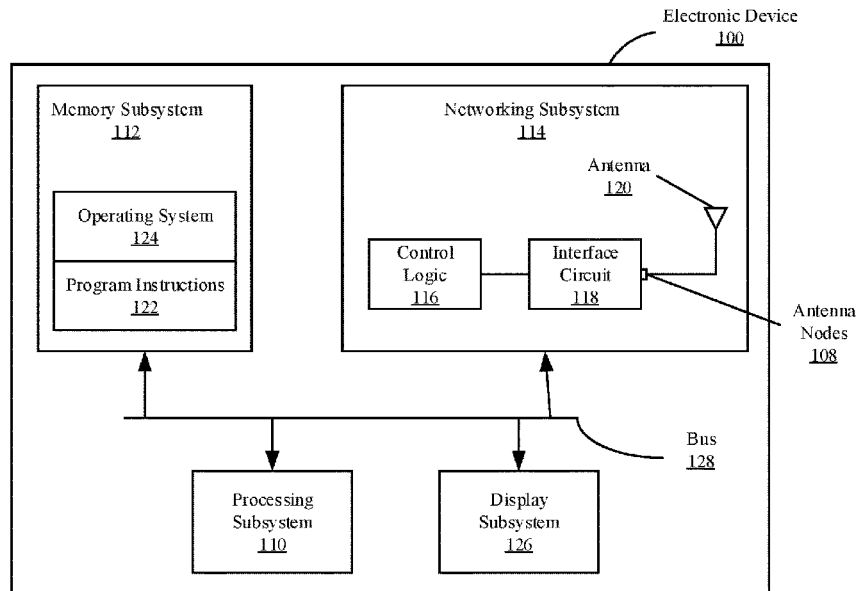 Electronic Device
100
Memory Subsystem
112
Networking Subsystem
114
Antenna
120
Operating System
124
Program Instructions
122
Control
Logic
116
Interface
Circuit
118
Antenna
Nodes
108
Bus
128
Processing
Subsystem
110
Display
Subsystem
126